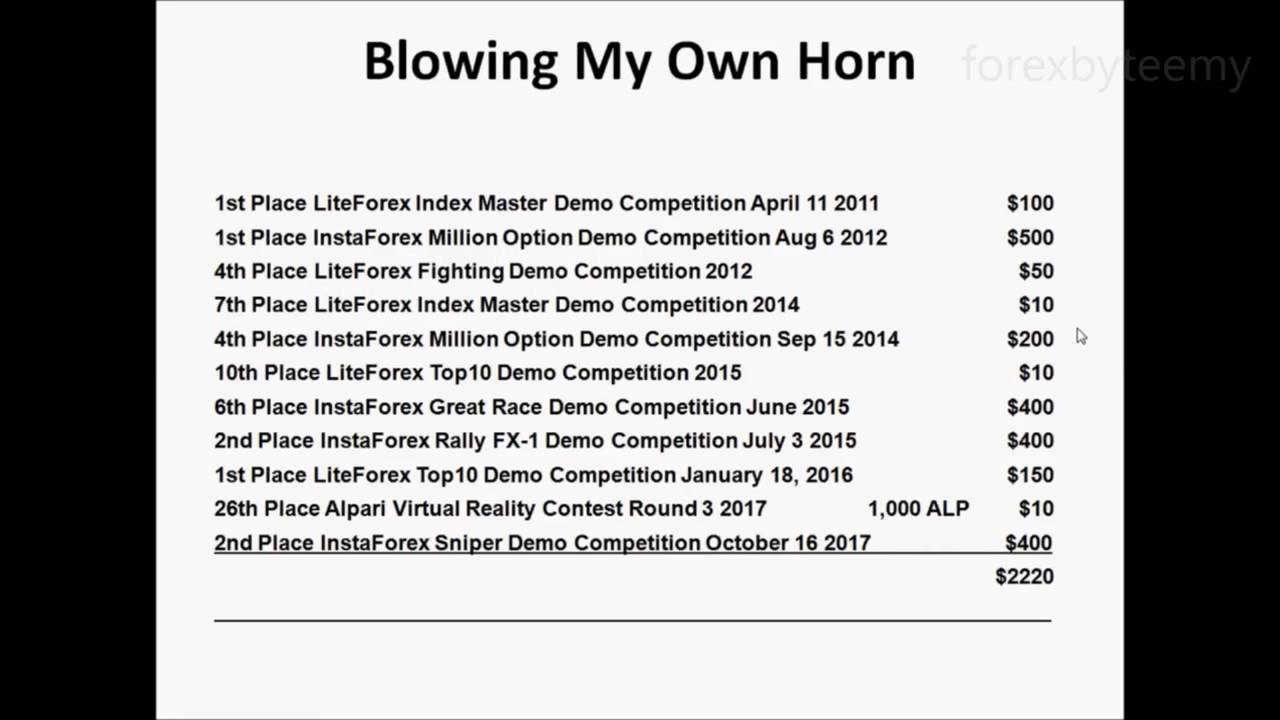 Blowing My Own Horn
forexbyteemy
1st Place LiteForex Index Master Demo Competition April 11 2011 $100
1st Place InstaForex Million Option Demo Competition Aug 6 2012 $500
4th Place LiteForex Fighting Demo Competition 2012 $50
7th Place LiteForex Index Master Demo Competition 2014 $10
4th Place InstaForex Million Option Demo Competition Sep 15 2014 $200
10th Place LiteForex Top10 Demo Competition 2015 $10
6th Place InstaForex Great Race Demo Competition June 2015 $400
2nd Place InstaForex Rally FX-1 Demo Competition July 3 2015 $400
1st Place LiteForex Top10 Demo Competition January 18, 2016 $150
26th Place Alpari Virtual Reality Contest Round 3 2017 1,000 ALP $10
2nd Place InstaForex Sniper Demo Competition October 16 2017 $400
$2220